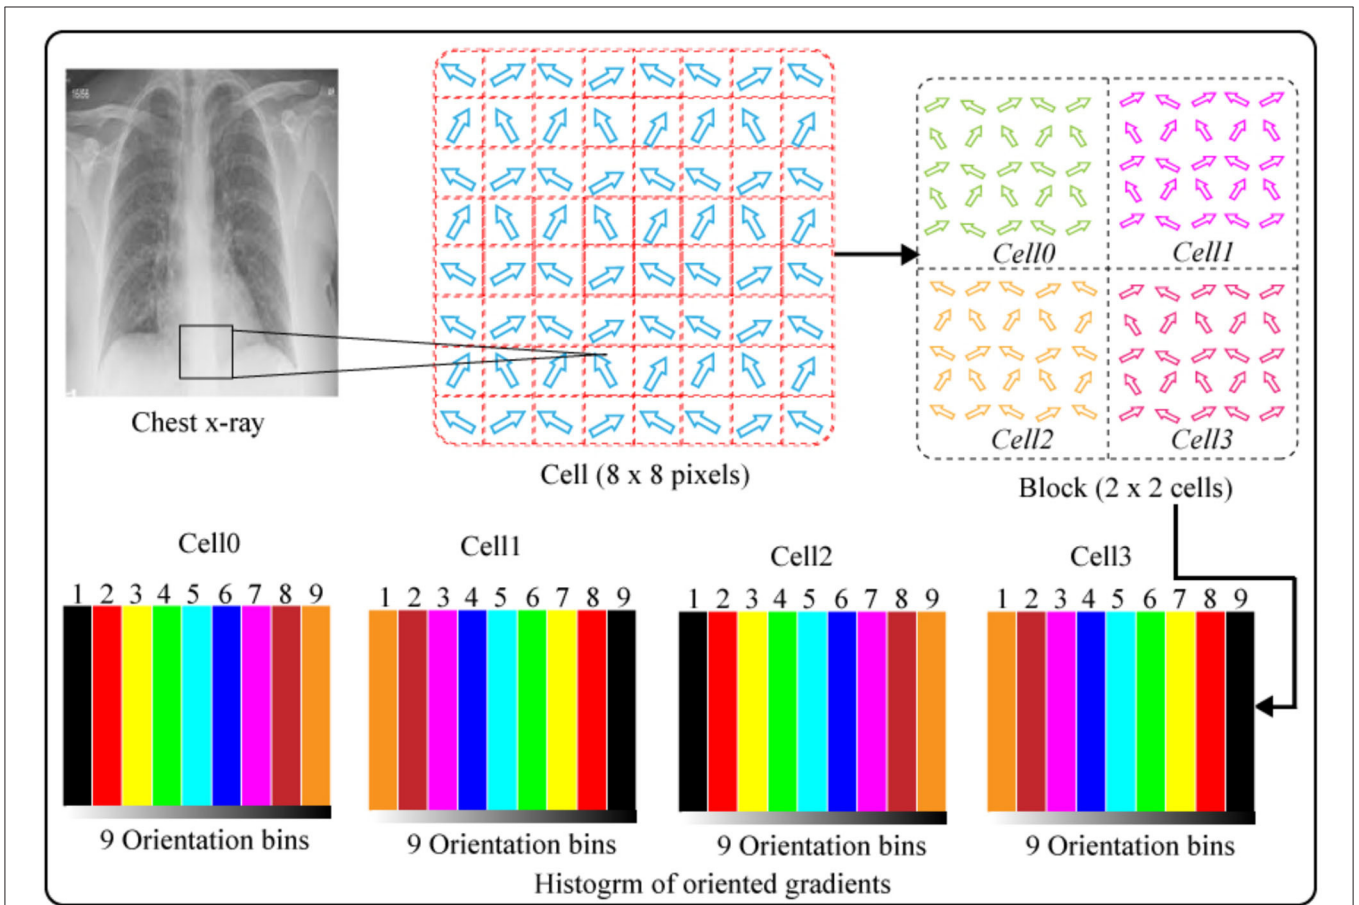 Chest x-ray
Cell (8 x 8 pixels)
Cell0
Cell1
Cell2
Cell3
Block (2 x 2 cells)
Cell0
1 2 3 4 5 6 7 8 9
9 Orientation bins
Cell1
1 2 3 4 5 6 7 8 9
9 Orientation bins
Cell2
1 2 3 4 5 6 7 8 9
9 Orientation bins
Cell3
1 2 3 4 5 6 7 8 9
9 Orientation bins
Histogrm of oriented gradients